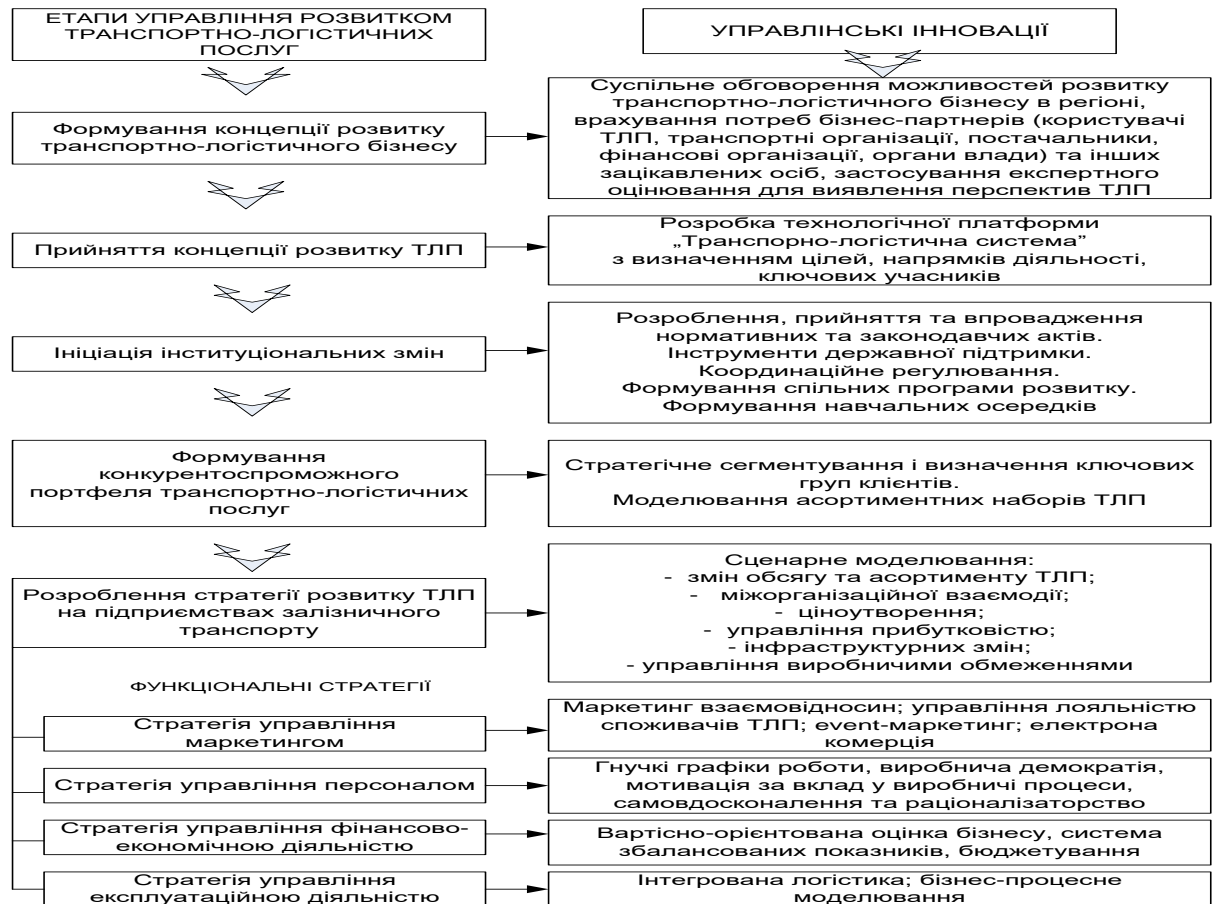 ЕТАПИ УПРАВЛІННЯ РОЗВИТКОМ
ТРАНСПОРТНО-ЛОГІСТИЧНИХ
ПОСЛУГ
УПРАВЛІНСЬКІ ІННОВАЦІЇ
Формування концепції розвитку
транспортно-логістичного бізнесу
Суспільне обговорення можливостей розвитку
транспортно-логістичного бізнесу в регіоні,
врахування потреб бізнес-партнерів (користувачі
ТЛП, транспортні організації, постачальники,
фінансові організації, органи влади) та інших
зацікавлених осіб, застосування експертного
оцінювання для виявлення перспектив ТЛП
Прийняття концепції розвитку ТЛП
Розробка технологічної платформи
„Транспорно-логістична система”
з визначенням цілей, напрямків діяльності,
ключових учасників
Ініціація інституціональних змін
Розроблення, прийняття та впровадження
нормативних та законодавчих актів.
Інструменти державної підтримки.
Координаційне регулювання.
Формування спільних програми розвитку.
Формування навчальних осередків
Формування
конкурентоспроможного
портфеля транспортно-логістичних
послуг
Стратегічне сегментування і визначення ключових
груп клієнтів.
Моделювання асортиментних наборів ТЛП
Розроблення стратегії розвитку ТЛП
на підприємствах залізничного
транспорту
Сценарне моделювання:
- змін обсягу та асортименту ТЛП;
- міжорганізаційної взаємодії;
- ціноутворення;
- управління прибутковістю;
- інфраструктурних змін;
- управління виробничими обмеженнями
ФУНКЦІОНАЛЬНІ СТРАТЕГІЇ
Стратегія управління
маркетингом
Маркетинг взаємовідносин; управління лояльністю
споживачів ТЛП; event-маркетинг; електрона
комерція
Стратегія управління персоналом
Гнучкі графіки роботи, виробнича демократія,
мотивація за вклад у виробничі процеси,
самовдосконалення та раціоналізаторство
Стратегія управління фінансово-
економічною діяльністю
Вартісно-орієнтована оцінка бізнесу, система
збалансованих показників, бюджетування
Стратегія управління
експлуатаційною діяльністю
Інтегрована логістика; бізнес-процесне
моделювання